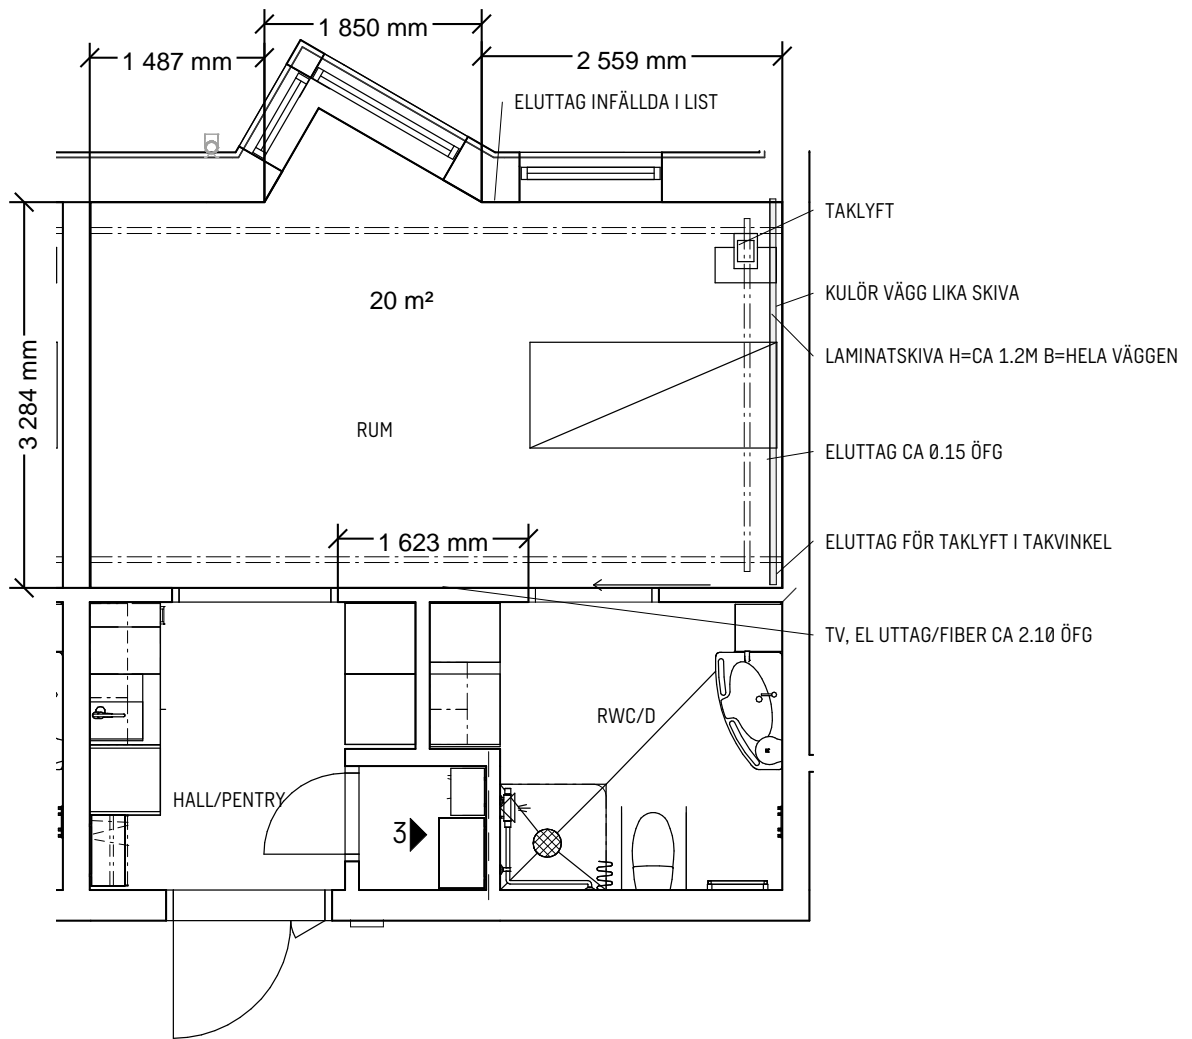 1 850 mm
1 487 mm
2 559 mm
ELUTTAG INFÄLLDA I LIST
TAKLYFT
20 m²
KULÖR VÄGG LIKA SKIVA
LAMINATSKIVA H=CA 1.2M B=HELA VÄGGEN
3 284 mm
RUM
ELUTTAG CA 0.15 ÖFG
1 623 mm
ELUTTAG FÖR TAKLYFT I TAKVINKEL
TV, EL UTTAG/FIBER CA 2.10 ÖFG
RWC/D
HALL/PENTRY
3